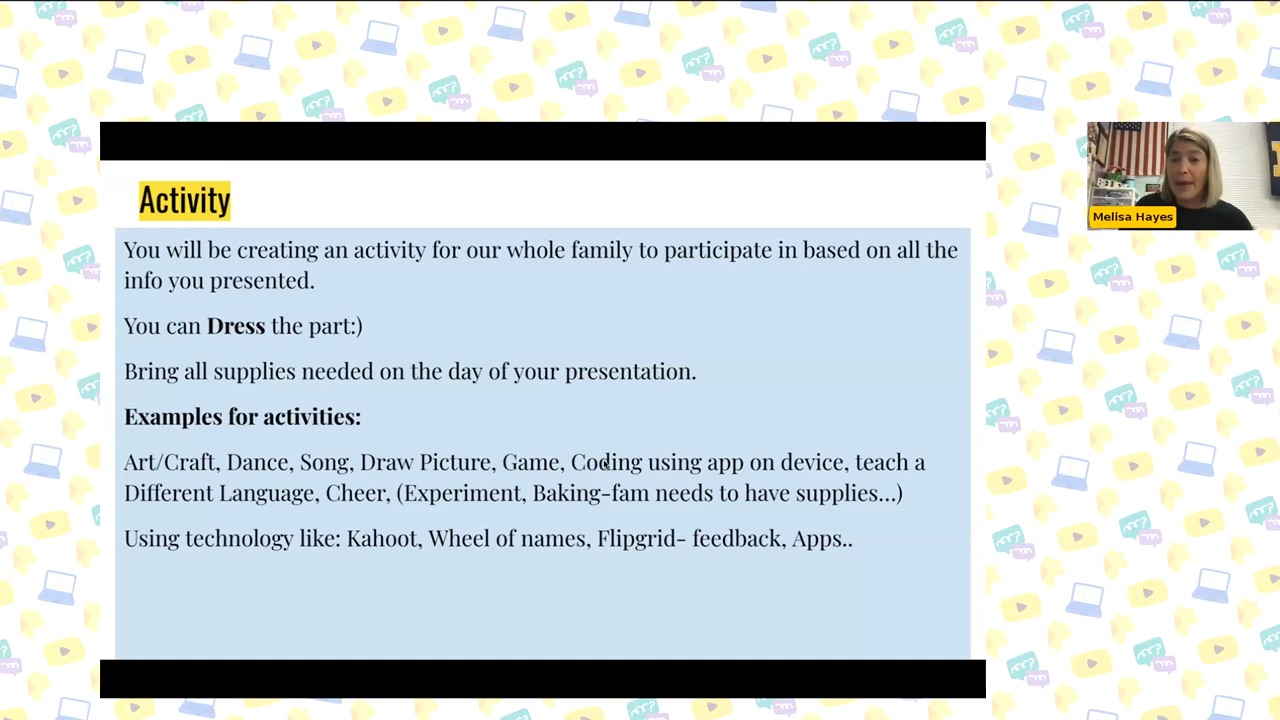 Activity
You will be creating an activity for our whole family to participate in based on all the
info you presented.
You can Dress the part:)
Bring all supplies needed on the day of your presentation.
Examples for activities:
Art/Craft, Dance, Song, Draw Picture, Game, Coding using app on device, teach a
Different Language, Cheer, (Experiment, Baking-fam needs to have supplies...)
Using technology like: Kahoot, Wheel of names, Flipgrid- feedback, Apps..
Melisa Hayes